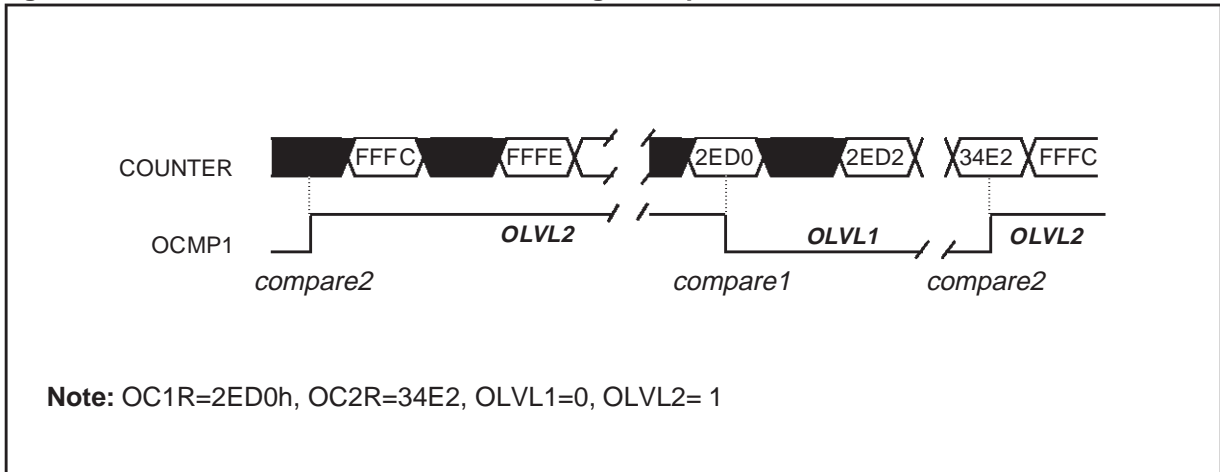 COUNTER FFFC FFFE 2ED0 2ED2 34E2 FFFC
OCMP1 OLVL2 OLVL1 OLVL2
compare2 compare1 compare2
Note: OC1R=2ED0h, OC2R=34E2, OLVL1=0, OLVL2= 1